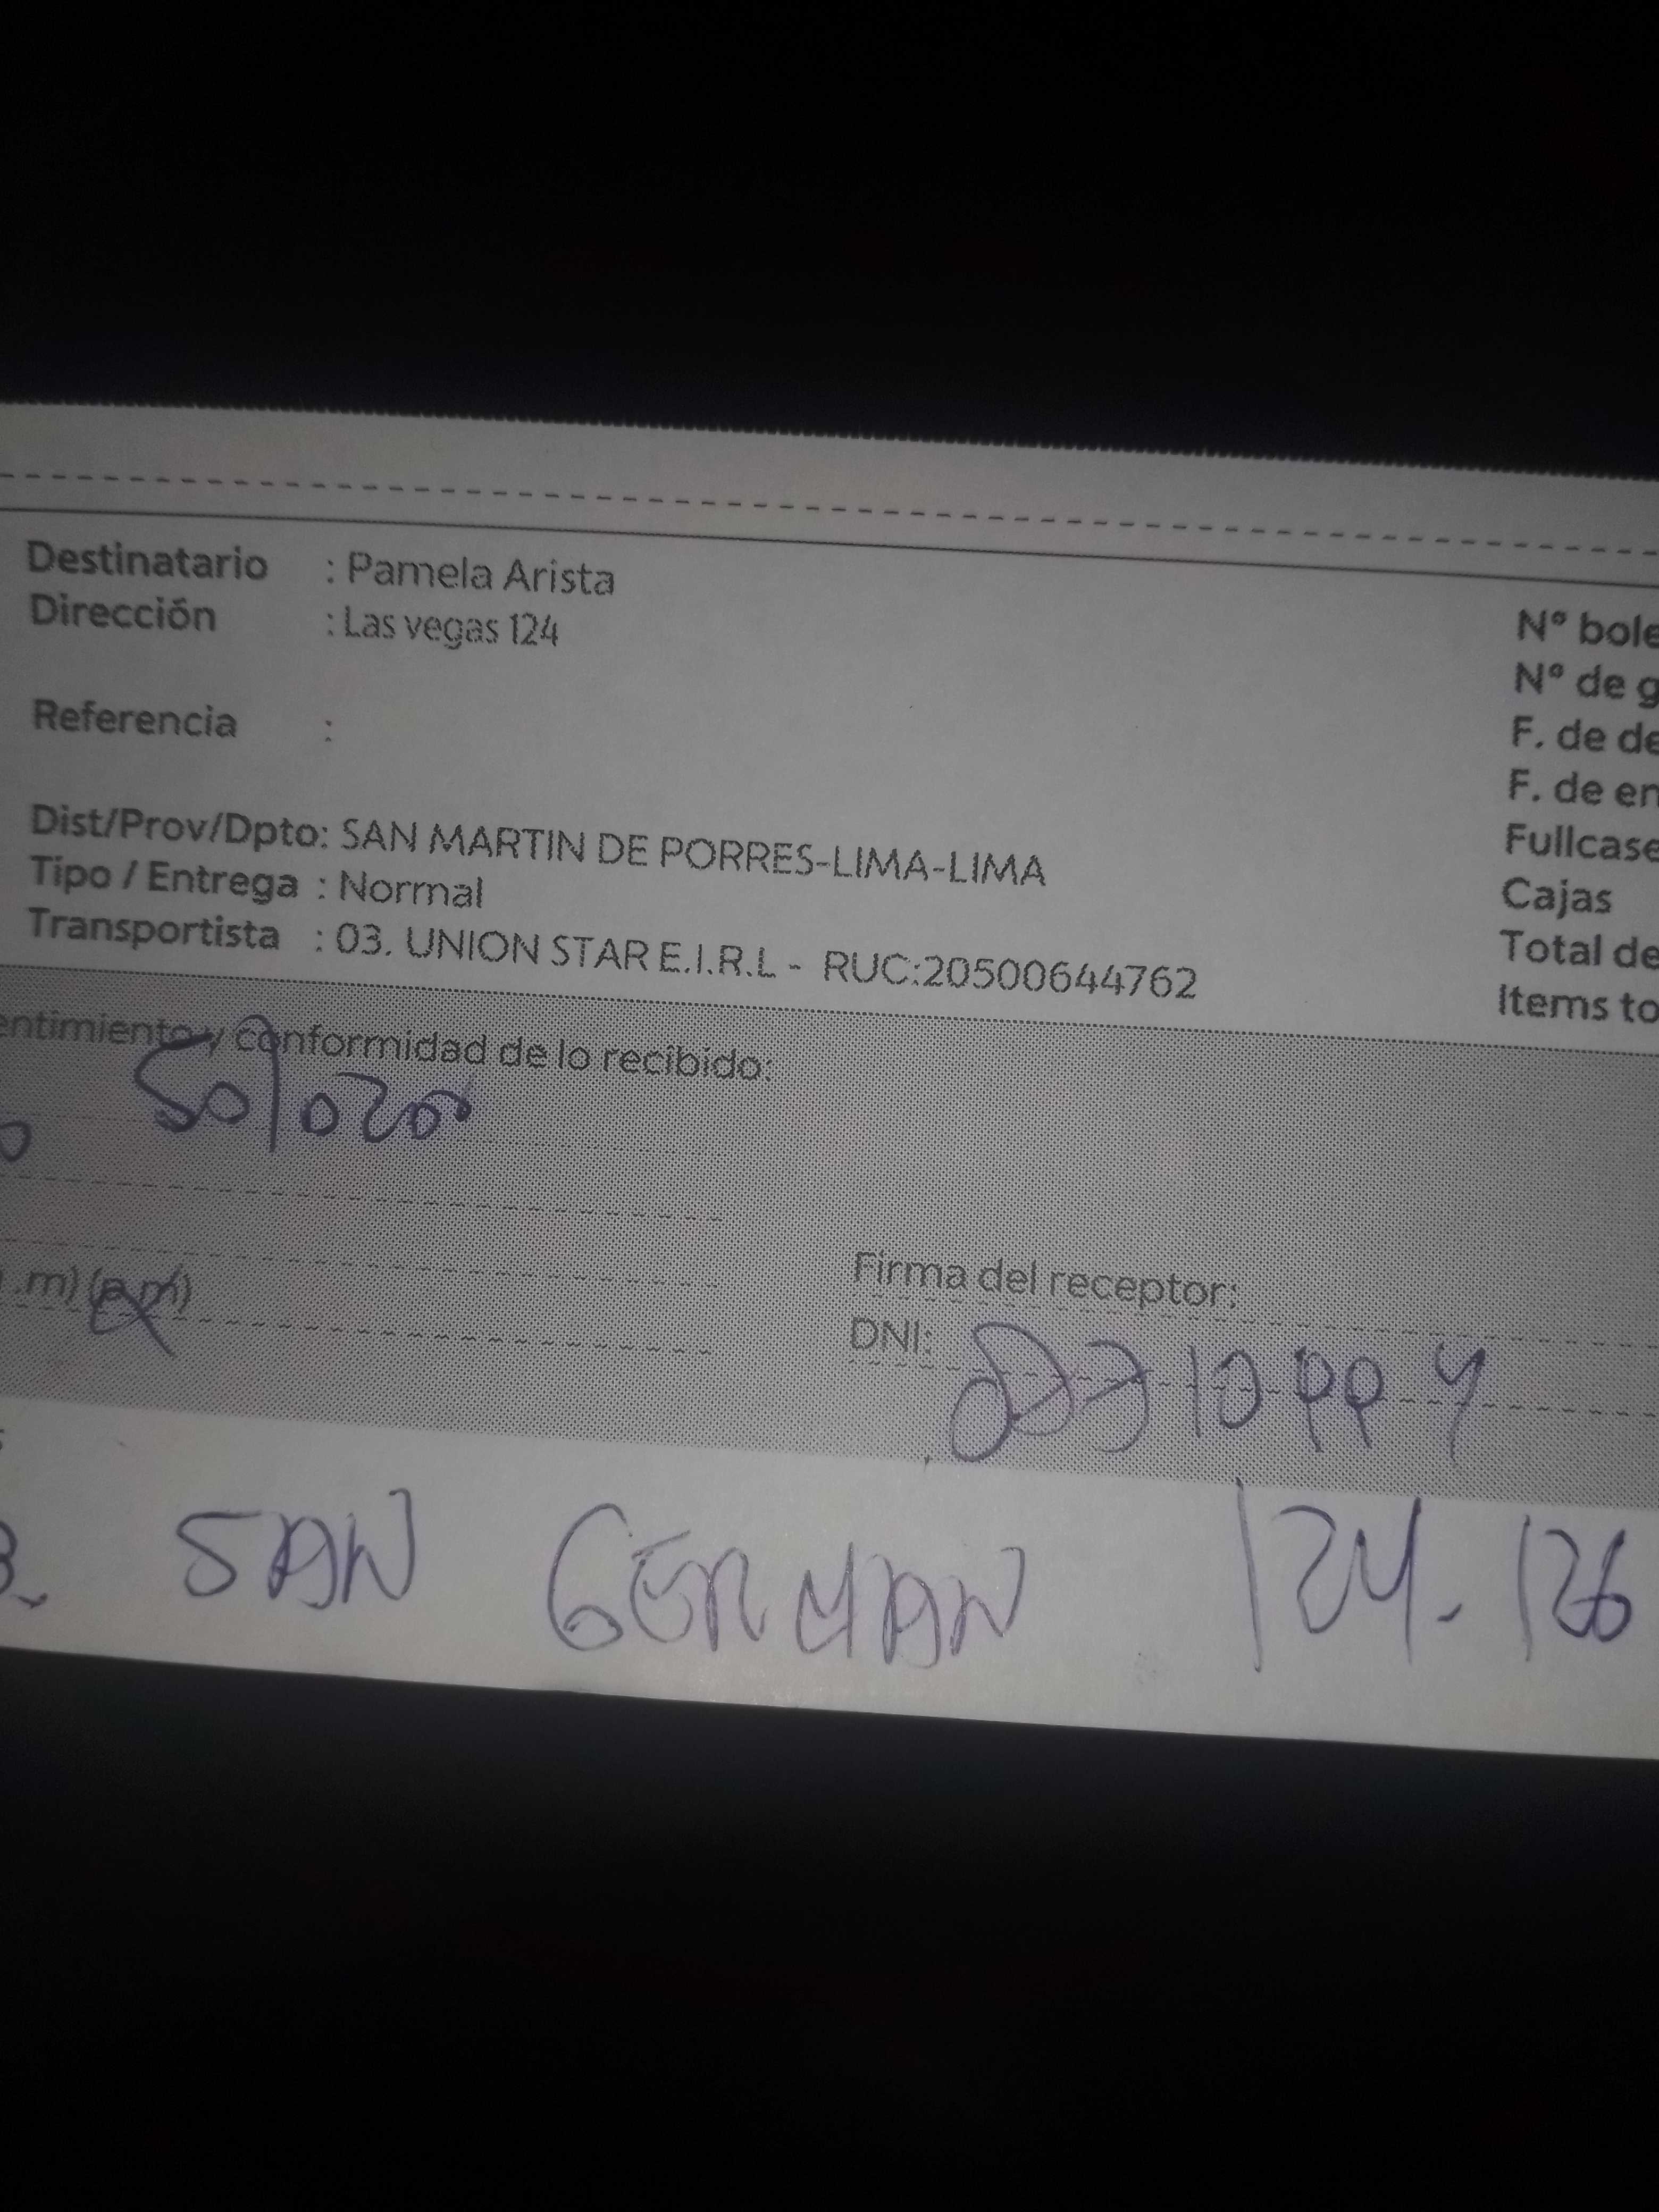 Destinatario : Pamela Arista
Dirección : Las vegas 124
Referencia :
Dist/Prov/Dpto: SAN MARTIN DE PORRES-LIMA-LIMA
Tipo / Entrega : Normal
Transportista : 03. UNION STAR E.I.R.L - RUC:20500644762
N° bole
N° de g
F. de de
F. de en
Fullcase
Cajas
Total de
Items to
entimiento y conformidad de lo recibido:
.m) (p.m)
Firma del receptor:
DNI:
SAN GERMAN 124-126